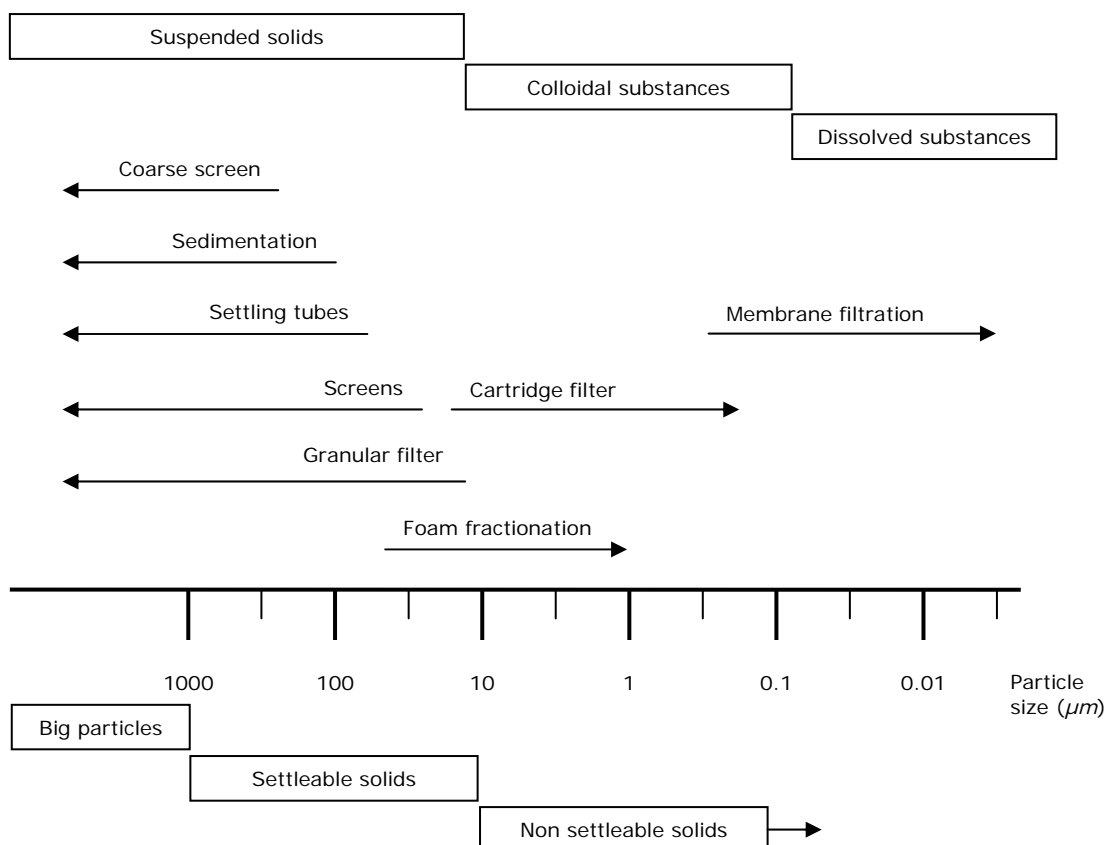 Suspended solids
Colloidal substances
Dissolved substances
Coarse screen
Sedimentation
Settling tubes
Membrane filtration
Screens
Cartridge filter
Granular filter
Foam fractionation
1000 100 10 1 0.1 0.01 Particle
size (µm)
Big particles
Settleable solids
Non settleable solids